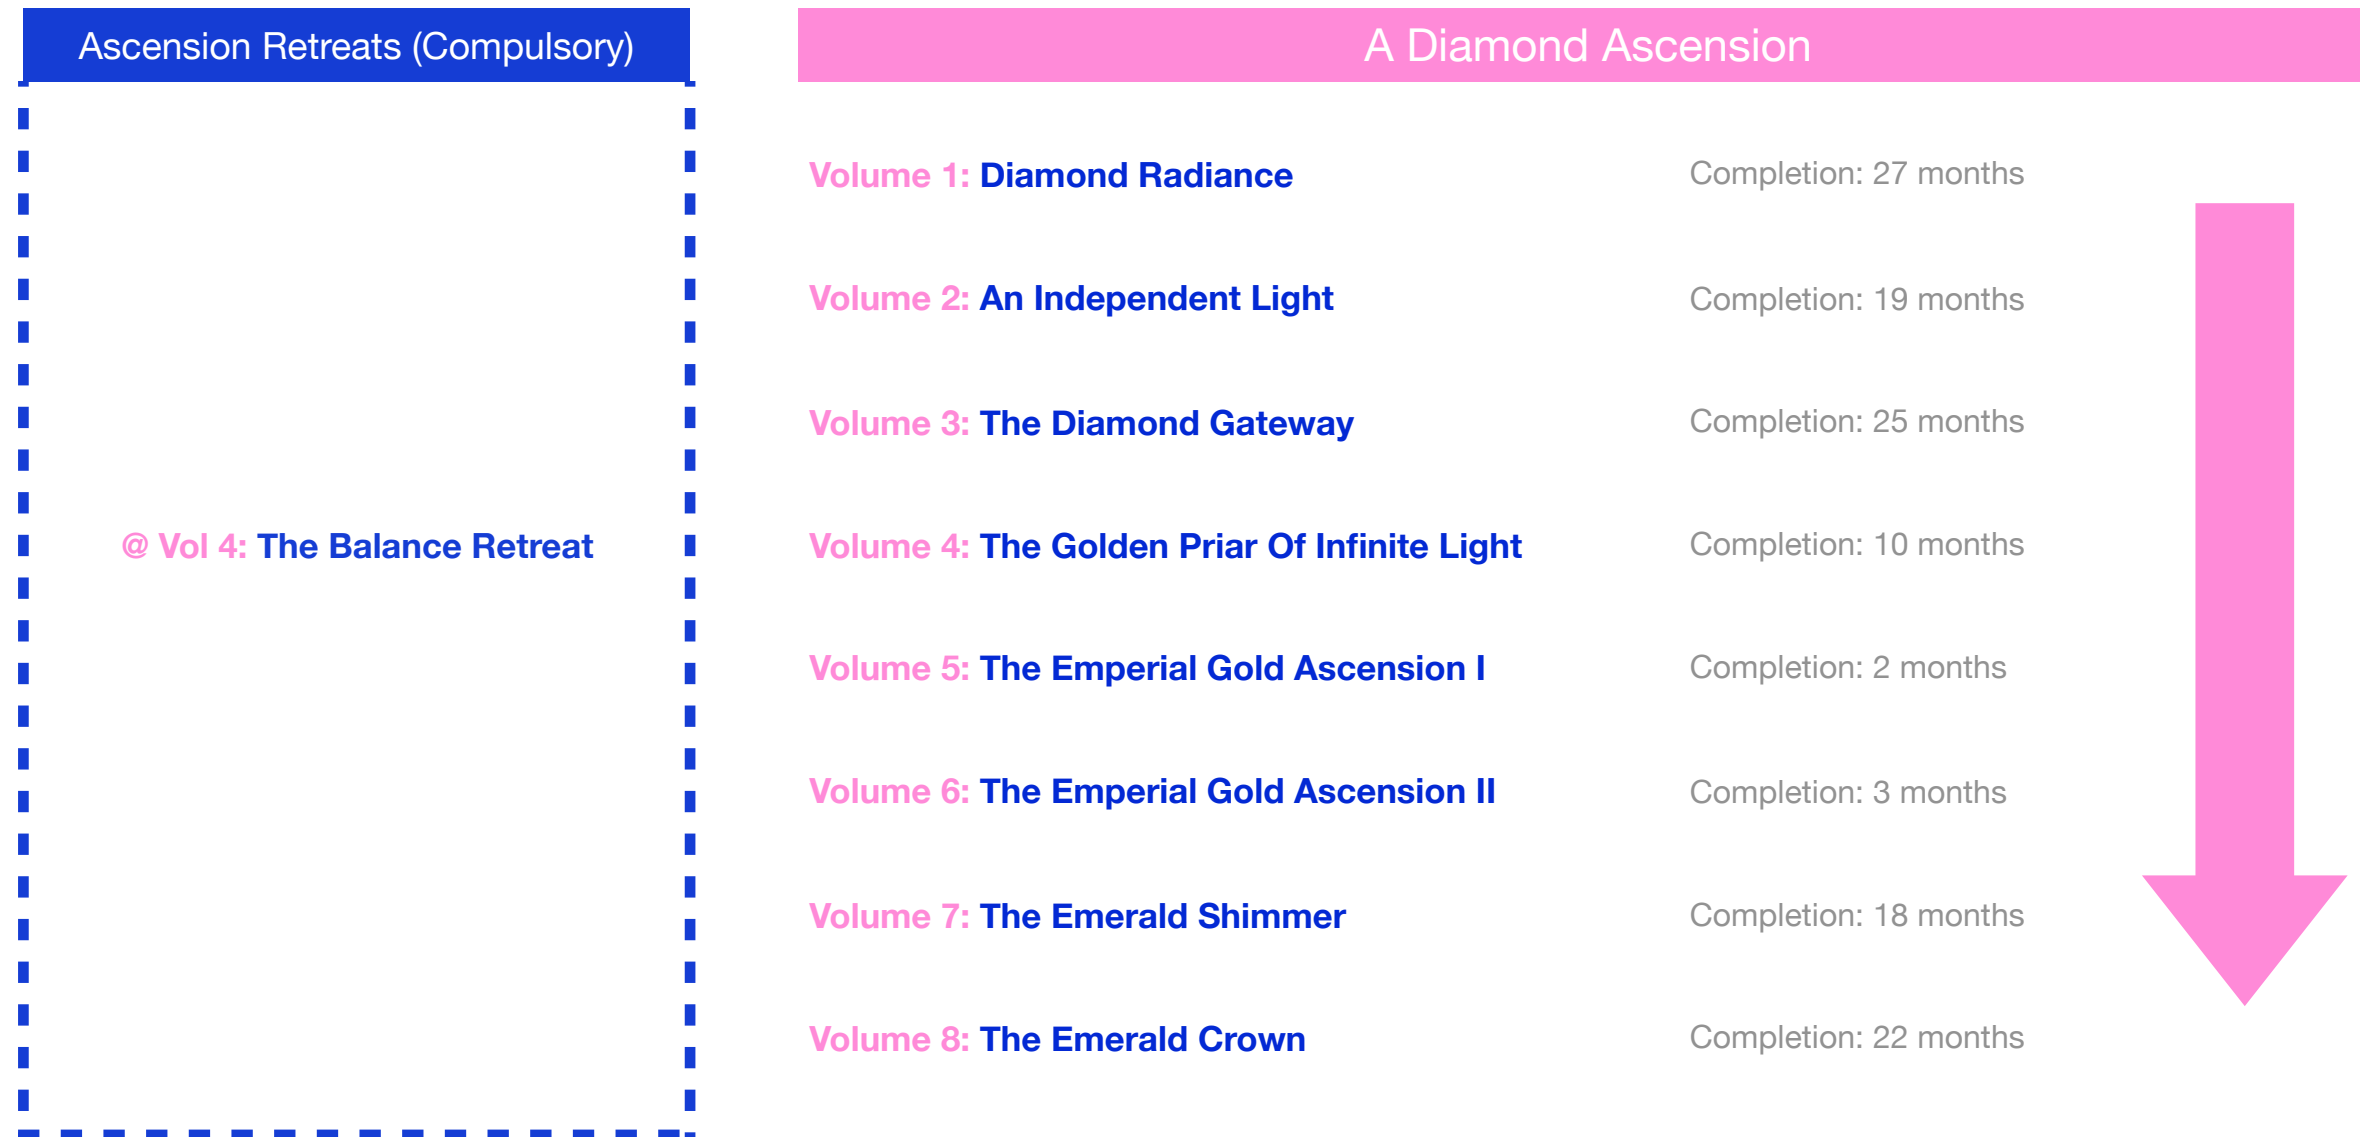 Ascension Retreats (Compulsory)
A Diamond Ascension
Volume 1: Diamond Radiance
Completion: 27 months
Volume 2: An Independent Light
Completion: 19 months
Volume 3: The Diamond Gateway
Completion: 25 months
@ Vol 4: The Balance Retreat
Volume 4: The Golden Priar Of Infinite Light
Completion: 10 months
Volume 5: The Emperial Gold Ascension I
Completion: 2 months
Volume 6: The Emperial Gold Ascension II
Completion: 3 months
Volume 7: The Emerald Shimmer
Completion: 18 months
Volume 8: The Emerald Crown
Completion: 22 months